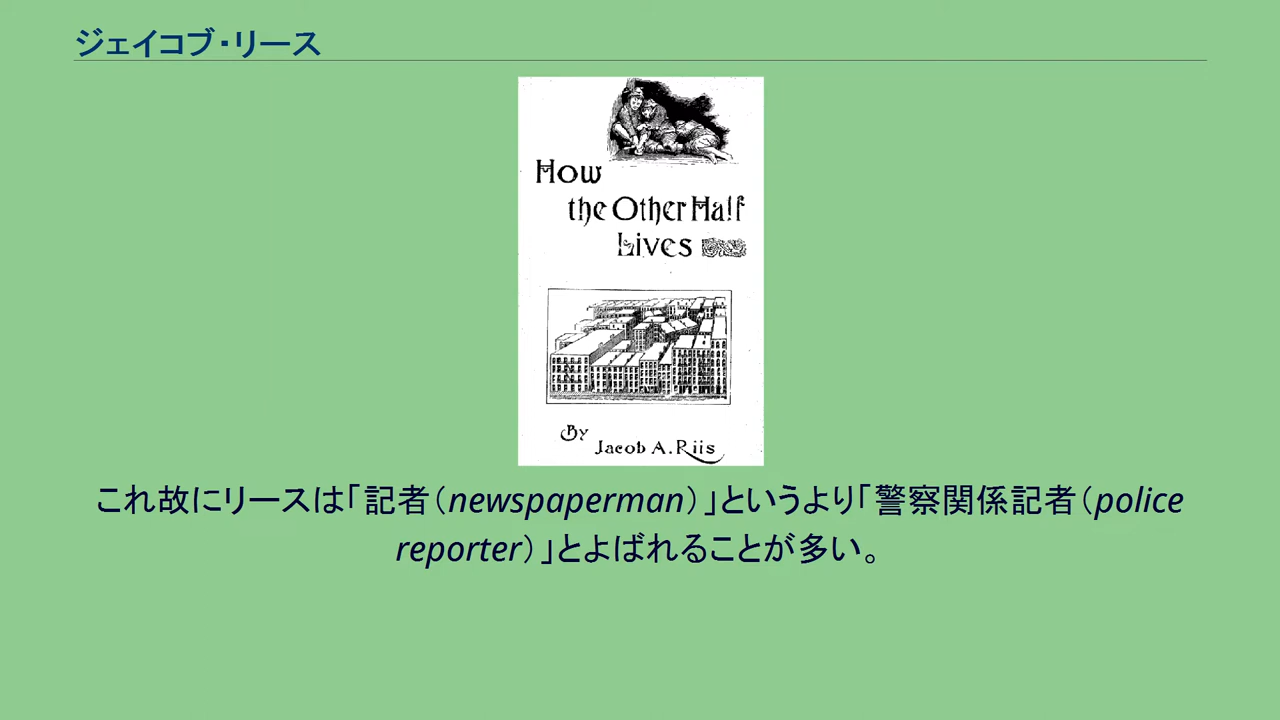 ジェイコブ・リース
How
the Other Half
Lives
By
Jacob A. Riis
これ故にリースは「記者（newspaperman）」というより「警察関係記者（police
reporter）」とよばれることが多い。